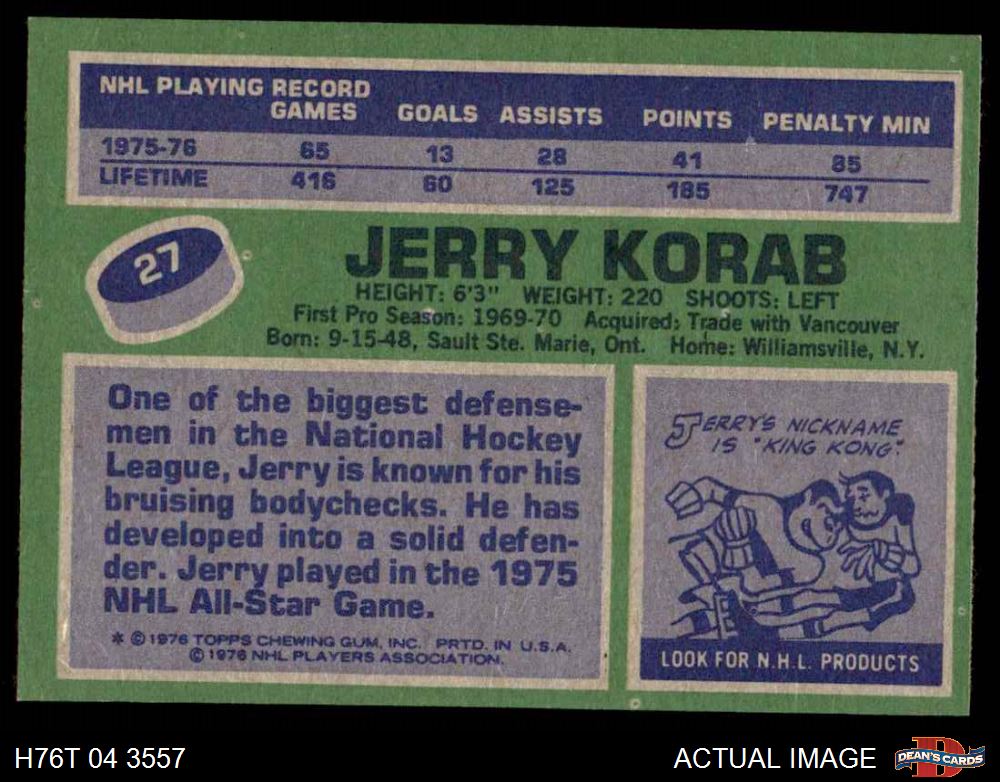 NHL PLAYING RECORD
GAMES GOALS ASSISTS POINTS PENALTY MIN
1975-76 65 13 28 41 85
LIFETIME 416 60 125 185 747
27
JERRY KORAB
HEIGHT: 6'3" WEIGHT: 220 SHOOTS: LEFT
First Pro Season: 1969-70 Acquired: Trade with Vancouver
Born: 9-15-48, Sault Ste. Marie, Ont. Home: Williamsville, N.Y.
One of the biggest defense-
men in the National Hockey
League, Jerry is known for his
bruising bodychecks. He has
developed into a solid defen-
der. Jerry played in the 1975
NHL All-Star Game.
* © 1976 TOPPS CHEWING GUM, INC. PRTD. IN U.S.A.
© 1976 NHL PLAYERS ASSOCIATION.
JERRY'S NICKNAME
IS "KING KONG".
LOOK FOR N.H.L. PRODUCTS
H76T 04 3557
ACTUAL IMAGE
D
DEAN'S CARDS